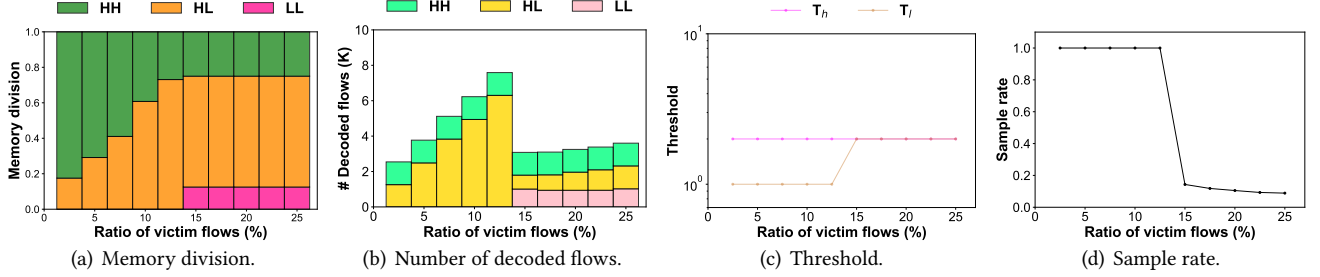 HH HL LL
Memory division
1.0
0.8
0.6
0.4
0.2
0.0
0 5 10 15 20 25
Ratio of victim flows (%)
(a) Memory division.
HH HL LL
# Decoded flows (K)
10
8
6
4
2
0
0 5 10 15 20 25
Ratio of victim flows (%)
(b) Number of decoded flows.
Th Tl
Threshold
10^1
10^0
0 5 10 15 20 25
Ratio of victim flows (%)
(c) Threshold.
Sample rate
1.0
0.8
0.6
0.4
0.2
0.0
0 5 10 15 20 25
Ratio of victim flows (%)
(d) Sample rate.